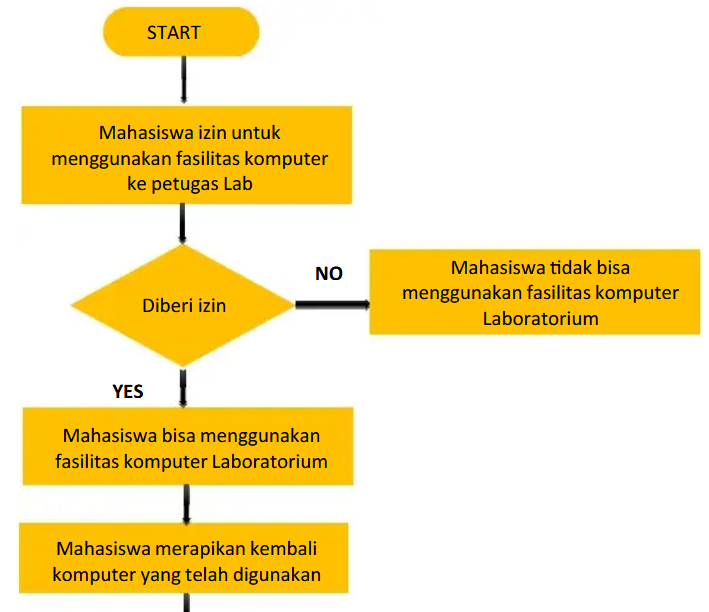 START
Mahasiswa izin untuk
menggunakan fasilitas komputer
ke petugas Lab
Diberi izin
NO
Mahasiswa tidak bisa
menggunakan fasilitas komputer
Laboratorium
YES
Mahasiswa bisa menggunakan
fasilitas komputer Laboratorium
Mahasiswa merapikan kembali
komputer yang telah digunakan